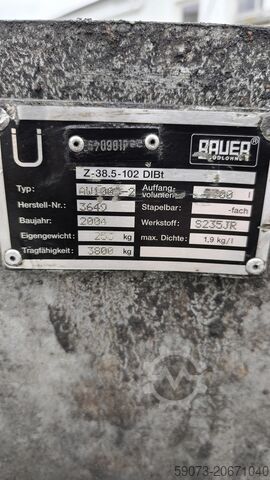 Ü
BAUER
SÜDLOHN
Z-38.5-102 DIBt
Typ:
Auffang-
volumen: l
Herstell-Nr.: 3649
Stapelbar: -fach
Baujahr: 2004
Werkstoff: S235JR
Eigengewicht: kg
max. Dichte: 1,9 kg/l
Tragfähigkeit: 3800 kg
59073-20671040